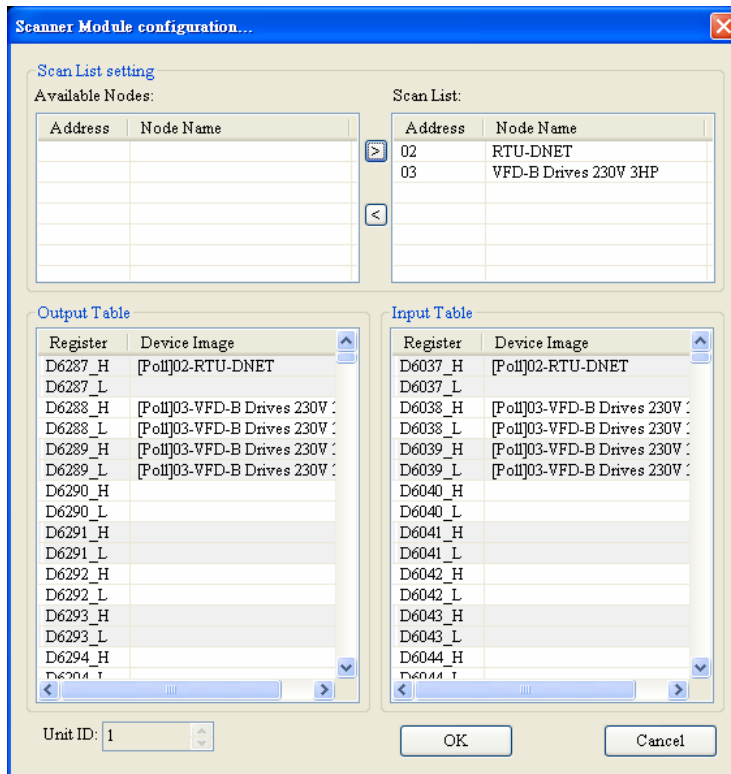 Scanner Module configuration...
Scan List setting
Available Nodes:
Scan List:
Address Node Name
Address Node Name
>
02 RTU-DNET
03 VFD-B Drives 230V 3HP
<
Output Table
Register Device Image
D6287_H [Poll]02-RTU-DNET
D6287_L
D6288_H [Poll]03-VFD-B Drives 230V
D6288_L [Poll]03-VFD-B Drives 230V
D6289_H [Poll]03-VFD-B Drives 230V
D6289_L [Poll]03-VFD-B Drives 230V
D6290_H
D6290_L
D6291_H
D6291_L
D6292_H
D6292_L
D6293_H
D6293_L
D6294_H
D6294_L
Input Table
Register Device Image
D6037_H [Poll]02-RTU-DNET
D6037_L
D6038_H [Poll]03-VFD-B Drives 230V
D6038_L [Poll]03-VFD-B Drives 230V
D6039_H [Poll]03-VFD-B Drives 230V
D6039_L [Poll]03-VFD-B Drives 230V
D6040_H
D6040_L
D6041_H
D6041_L
D6042_H
D6042_L
D6043_H
D6043_L
D6044_H
D6044_L
Unit ID: 1
OK
Cancel